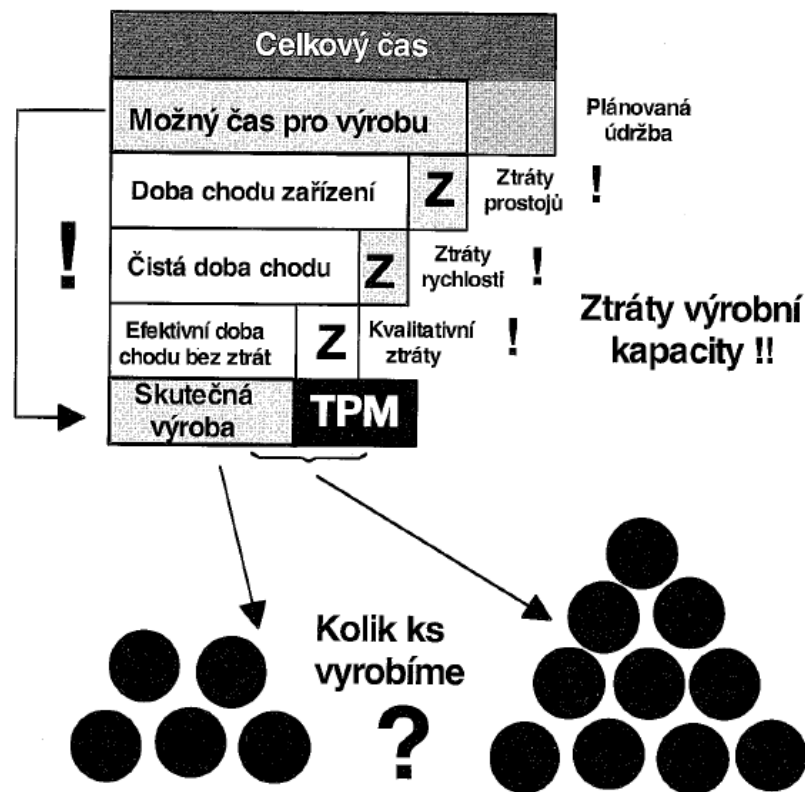 Celkový čas
Možný čas pro výrobu
Plánovaná
údržba
Doba chodu zařízení
Z
Ztráty
prostojů
!
!
Čistá doba chodu
Z
Ztráty
rychlosti
!
Efektivní doba
chodu bez ztrát
Z
Kvalitativní
ztráty
!
Ztráty výrobní
kapacity !!
Skutečná
výroba
TPM
Kolik ks
vyrobíme
?